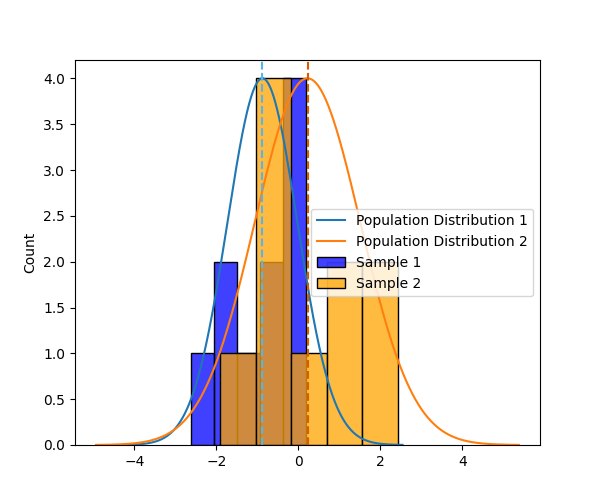 4.0
3.5
3.0
2.5
2.0
1.5
1.0
0.5
0.0
Count
Population Distribution 1
Population Distribution 2
Sample 1
Sample 2
−4
−2
0
2
4